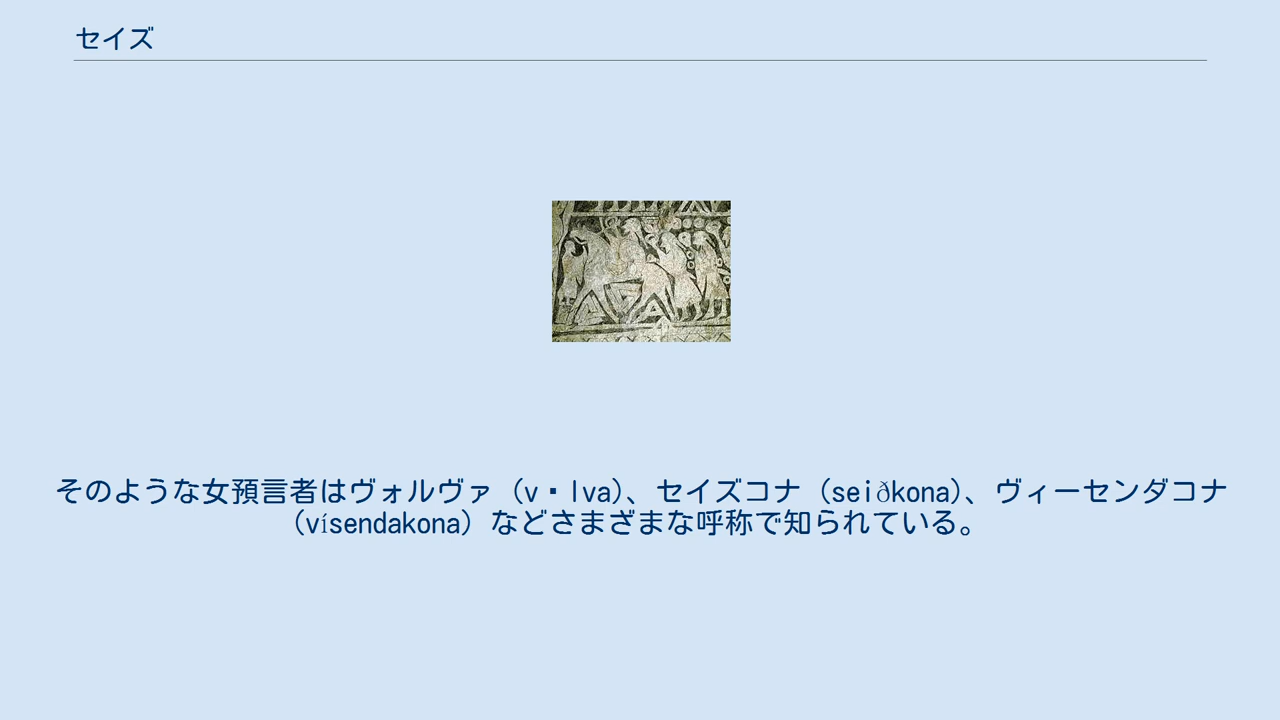 セイズ
そのような女預言者はヴォルヴァ（v・lva）、セイズコナ（seiðkona）、ヴィーセンダコナ
（vísendakona）などさまざまな呼称で知られている。